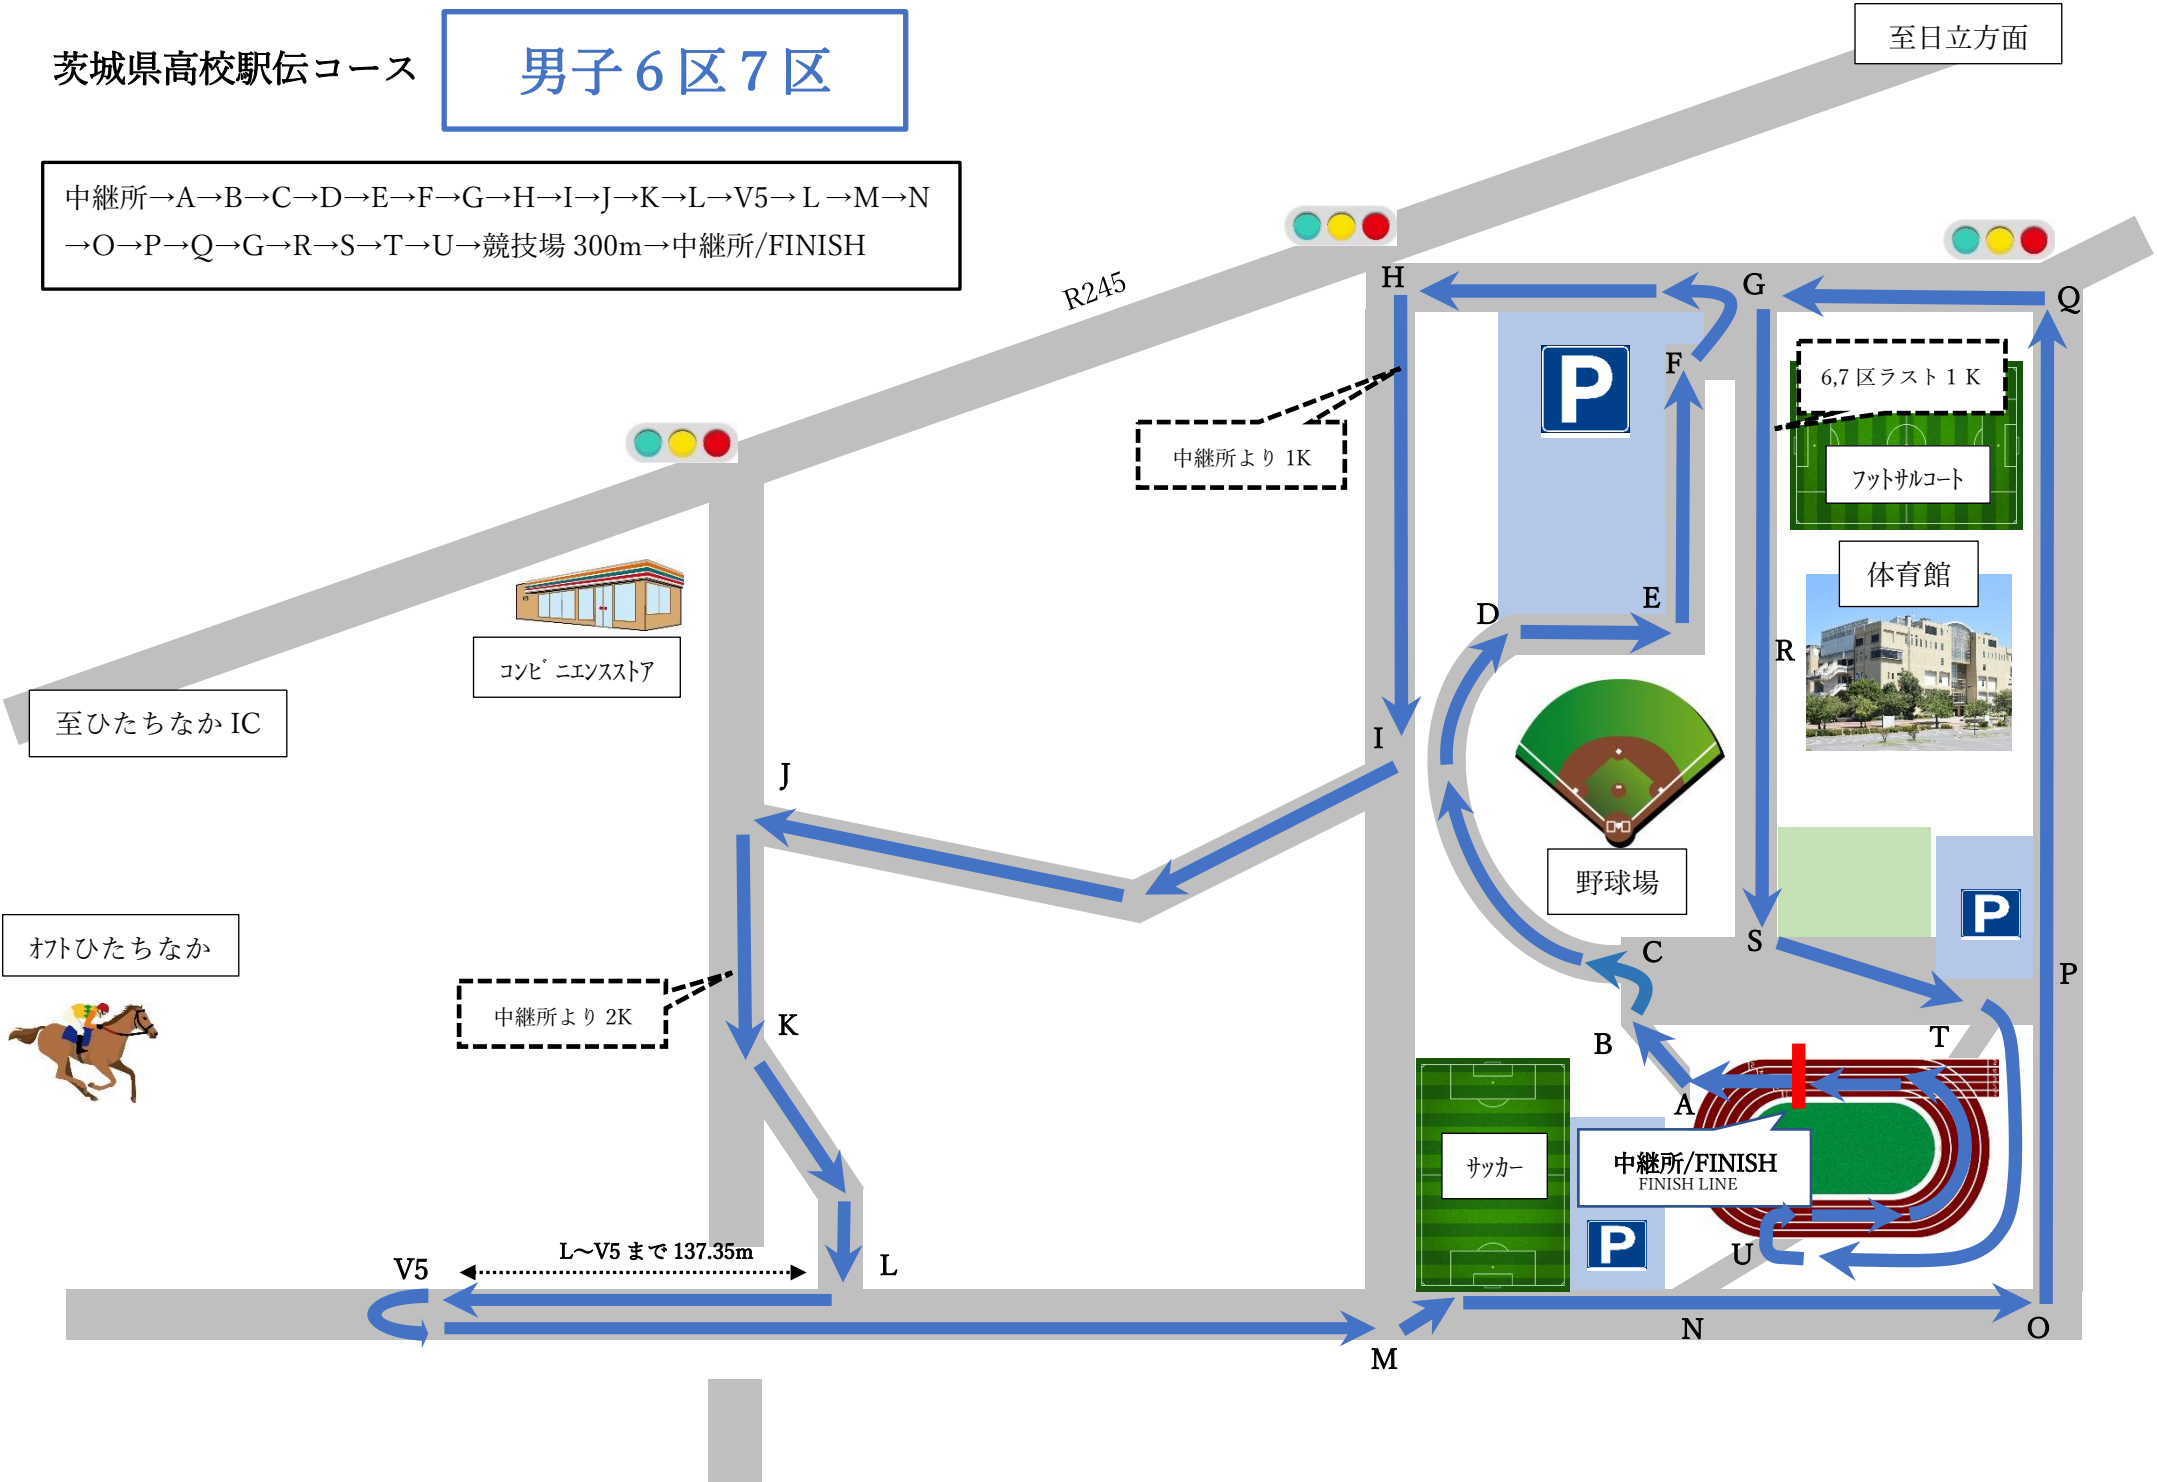 茨城県高校駅伝コース
男子６区７区
中継所→A→B→C→D→E→F→G→H→I→J→K→L→V5→ L →M→N
→O→P→Q→G→R→S→T→U→競技場 300m→中継所/FINISH
至日立方面
R245
H
G
Q
F
6,7 区ラスト 1 K
中継所より 1K
P
フットサルコート
体育館
E
D
R
コンビニエンスストア
至ひたちなか IC
I
J
野球場
P
オフトひたちなか
C
S
P
中継所より 2K
K
B
T
A
サッカー
中継所/FINISH
FINISH LINE
P
U
L～V5 まで 137.35m
V5
L
N
O
M